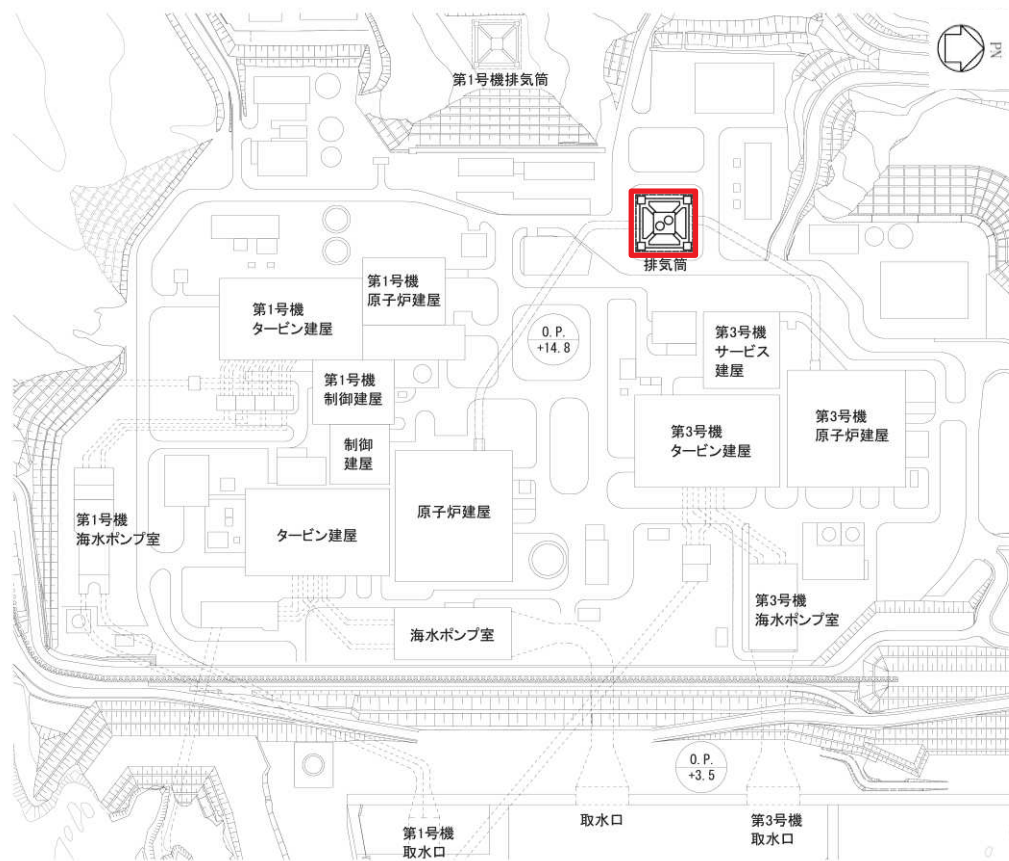 PN
第1号機排気筒
排気筒
第1号機
原子炉建屋
第1号機
タービン建屋
O.P.
+14.8
第3号機
サービス
建屋
第1号機
制御建屋
第3号機
原子炉建屋
第3号機
タービン建屋
制御
建屋
原子炉建屋
第1号機
海水ポンプ室
タービン建屋
第3号機
海水ポンプ室
海水ポンプ室
O.P.
+3.5
取水口
第1号機
取水口
第3号機
取水口